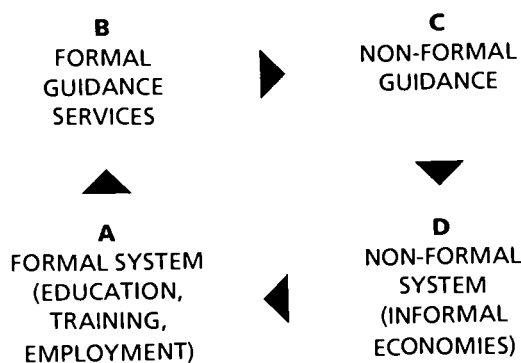 B
FORMAL
GUIDANCE
SERVICES
C
NON-FORMAL
GUIDANCE
A
FORMAL SYSTEM
(EDUCATION,
TRAINING,
EMPLOYMENT)
D
NON-FORMAL
SYSTEM
(INFORMAL
ECONOMIES)